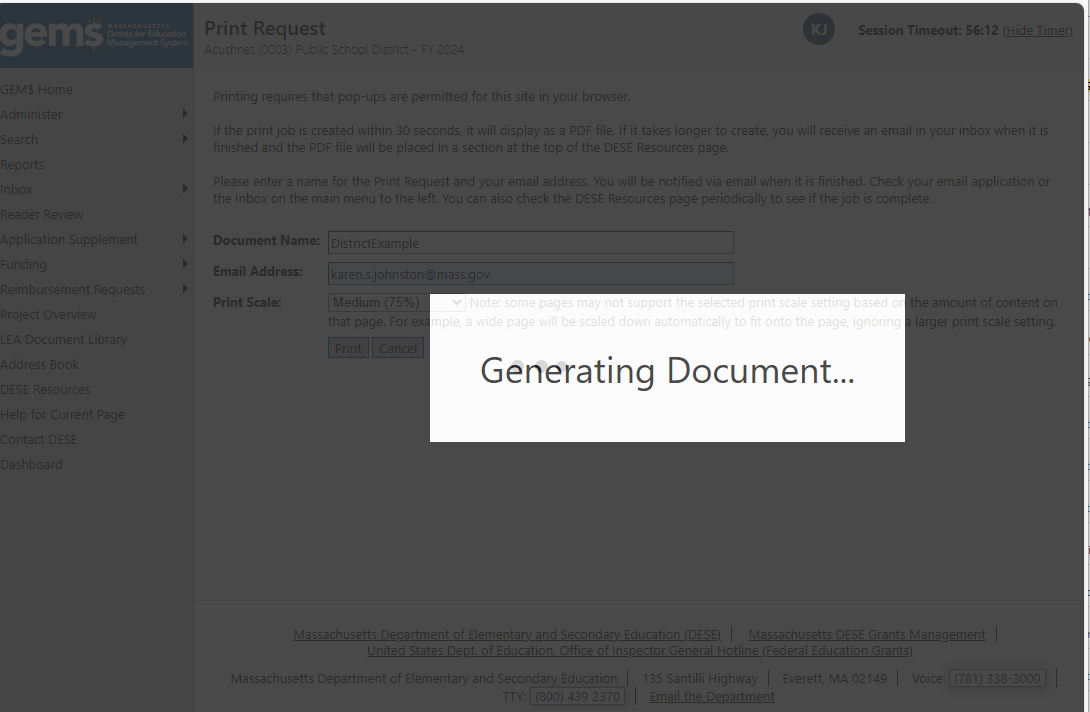 gem$ MASSACHUSETTS
Grants for Education
Management System
Print Request
Acushnet (0003) Public School District - FY 2024
KJ
Session Timeout: 56:12 (Hide Timer)
GEM$ Home
Administer
Search
Reports
Inbox
Reader Review
Application Supplement
Funding
Reimbursement Requests
Project Overview
LEA Document Library
Address Book
DESE Resources
Help for Current Page
Contact DESE
Dashboard
Printing requires that pop-ups are permitted for this site in your browser.
If the print job is created within 30 seconds, it will display as a PDF file. If it takes longer to create, you will receive an email in your inbox when it is
finished and the PDF file will be placed in a section at the top of the DESE Resources page.
Please enter a name for the Print Request and your email address. You will be notified via email when it is finished. Check your email application or
the Inbox on the main menu to the left. You can also check the DESE Resources page periodically to see if the job is complete.
Document Name: DistrictExample
Email Address: karen.s.johnston@mass.gov
Print Scale: Medium (75%) Note: some pages may not support the selected print scale setting based on the amount of content on
that page. For example, a wide page will be scaled down automatically to fit onto the page, ignoring a larger print scale setting.
Print Cancel
Generating Document...
Massachusetts Department of Elementary and Secondary Education (DESE) | Massachusetts DESE Grants Management |
United States Dept. of Education, Office of Inspector General Hotline (Federal Education Grants)
Massachusetts Department of Elementary and Secondary Education | 135 Santilli Highway | Everett, MA 02149 | Voice: (781) 338-3000 |
TTY: (800) 439 2370 | Email the Department